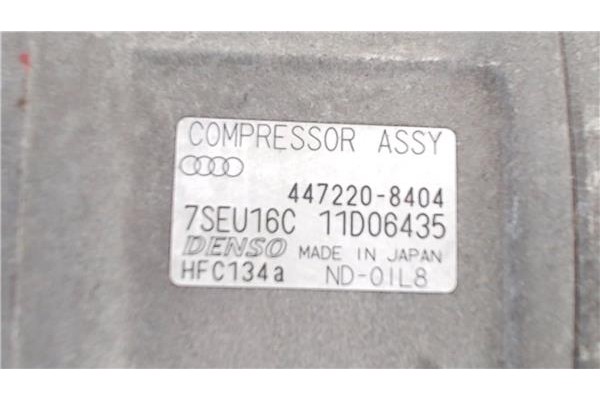 COMPRESSOR ASSY
447220-8404
7SEU16C 11D06435
DENSO MADE IN JAPAN
HFC134a ND-OIL8